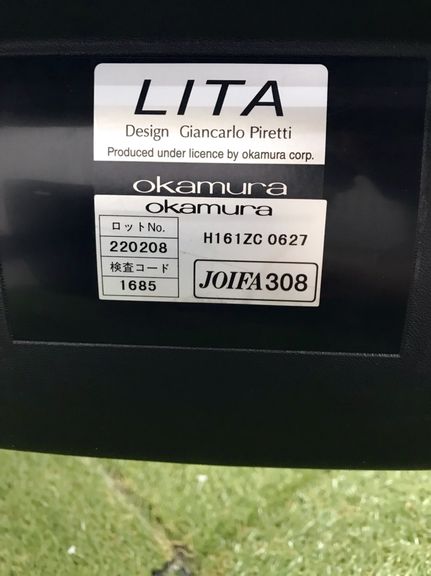 LITA
Design Giancarlo Piretti
Produced under licence by okamura corp.
okamura
okamura
ロットNo.
220208
H161ZC 0627
検査コード
1685
JOIFA308